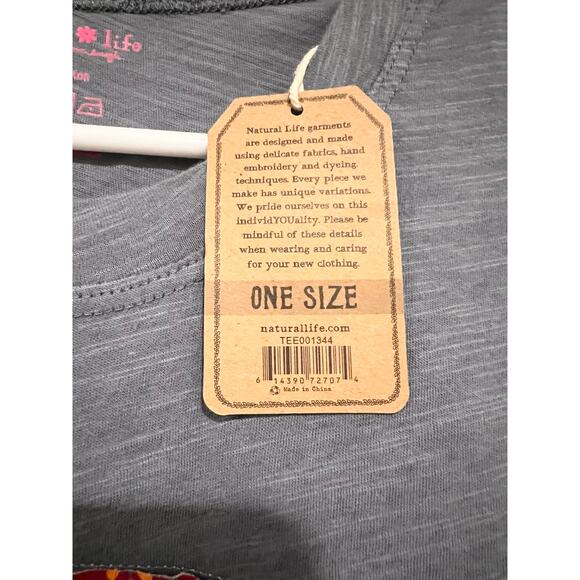 life
Natural Life garments
are designed and made
using delicate fabrics, hand
embroidery and dyeing
techniques. Every piece we
make has unique variations.
We pride ourselves on this
individYOUality. Please be
mindful of these details
when wearing and caring
for your new clothing.
ONE SIZE
naturallife.com
TEE001344
6 14390 72707 4
Made in China